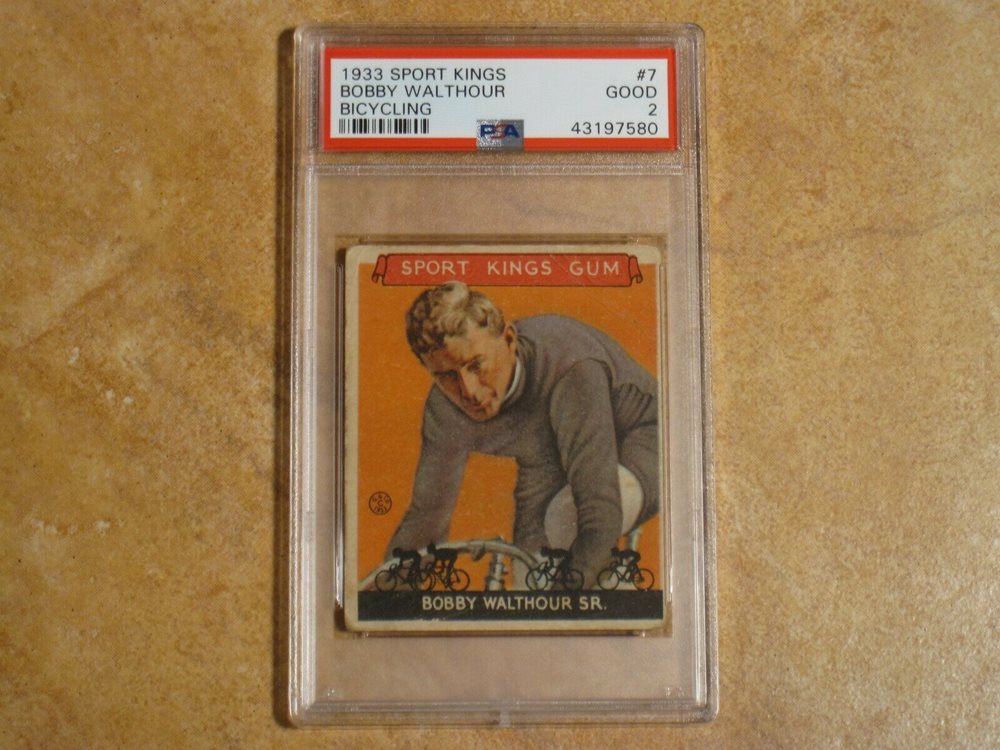 1933 SPORT KINGS #7
BOBBY WALTHOUR GOOD
BICYCLING 2
PSA 43197580
SPORT KINGS GUM
BOBBY WALTHOUR SR.